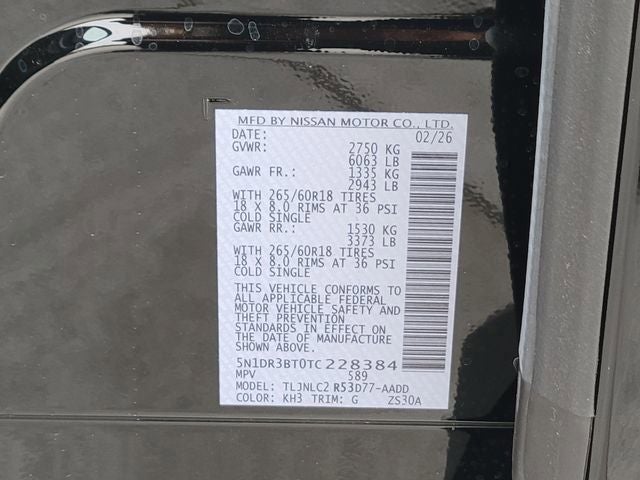 MFD BY NISSAN MOTOR CO., LTD.
DATE: 02/26
GVWR: 2750 KG
6063 LB
GAWR FR.: 1335 KG
2943 LB
WITH 265/60R18 TIRES
18 X 8.0 RIMS AT 36 PSI
COLD SINGLE
GAWR RR.: 1530 KG
3373 LB
WITH 265/60R18 TIRES
18 X 8.0 RIMS AT 36 PSI
COLD SINGLE
THIS VEHICLE CONFORMS TO
ALL APPLICABLE FEDERAL
MOTOR VEHICLE SAFETY AND
THEFT PREVENTION
STANDARDS IN EFFECT ON
THE DATE OF MANUFACTURE
SHOWN ABOVE.
5N1DR3BT0TC228384
MPV 589
MODEL: TLJNLC2 R53D77-AADD
COLOR: KH3 TRIM: G ZS30A